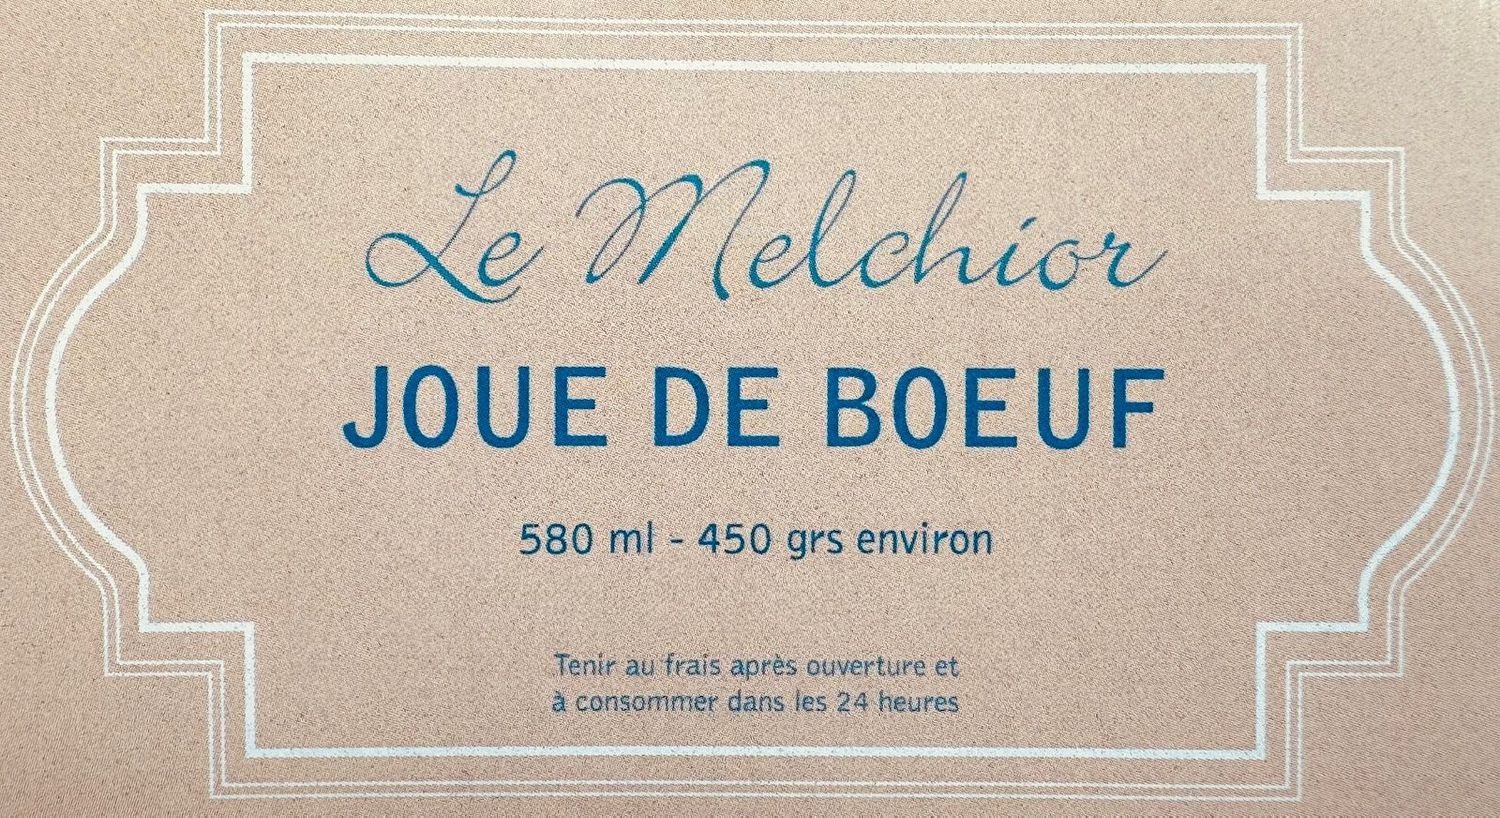 Le Melchior
JOUE DE BOEUF
580 ml - 450 grs environ
Tenir au frais après ouverture et
à consommer dans les 24 heures